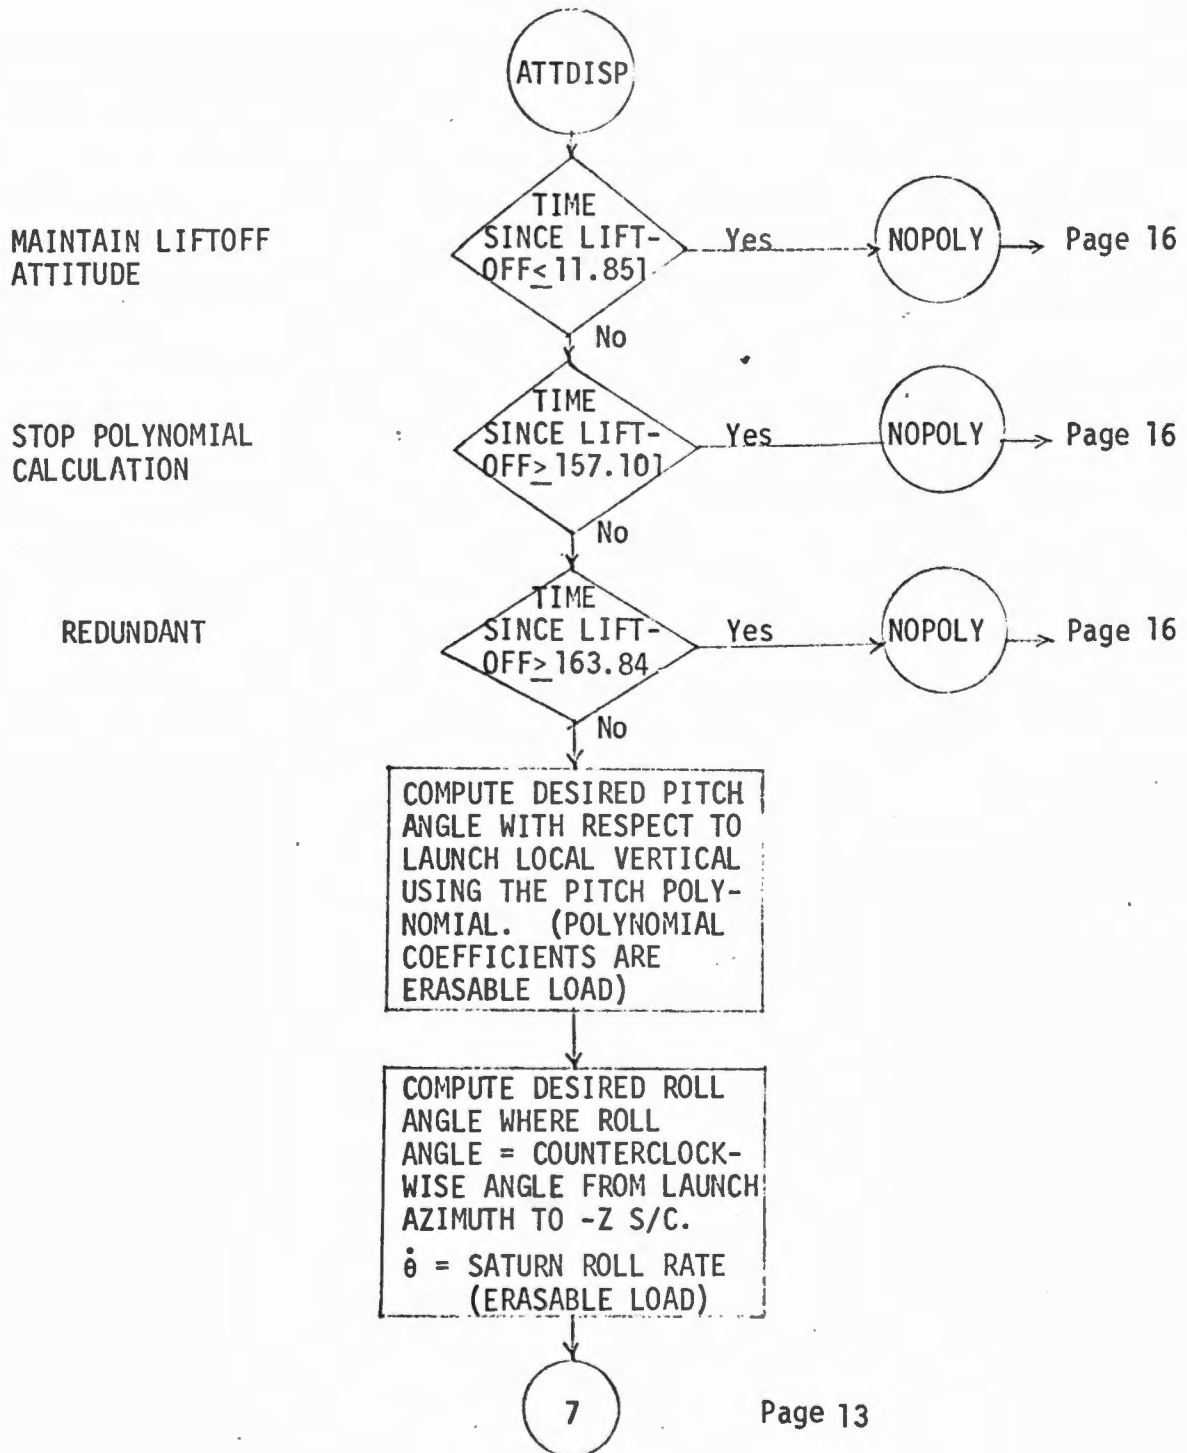 ATTDISP
MAINTAIN LIFTOFF
ATTITUDE
TIME
SINCE LIFT-
OFF≤11.851
Yes
NOPOLY
Page 16
No
STOP POLYNOMIAL
CALCULATION
TIME
SINCE LIFT-
OFF≥157.101
Yes
NOPOLY
Page 16
No
REDUNDANT
TIME
SINCE LIFT-
OFF≥163.84
Yes
NOPOLY
Page 16
No
COMPUTE DESIRED PITCH
ANGLE WITH RESPECT TO
LAUNCH LOCAL VERTICAL
USING THE PITCH POLY-
NOMIAL. (POLYNOMIAL
COEFFICIENTS ARE
ERASABLE LOAD)
COMPUTE DESIRED ROLL
ANGLE WHERE ROLL
ANGLE = COUNTERCLOCK-
WISE ANGLE FROM LAUNCH
AZIMUTH TO -Z S/C.
θ̇ = SATURN ROLL RATE
(ERASABLE LOAD)
7
Page 13